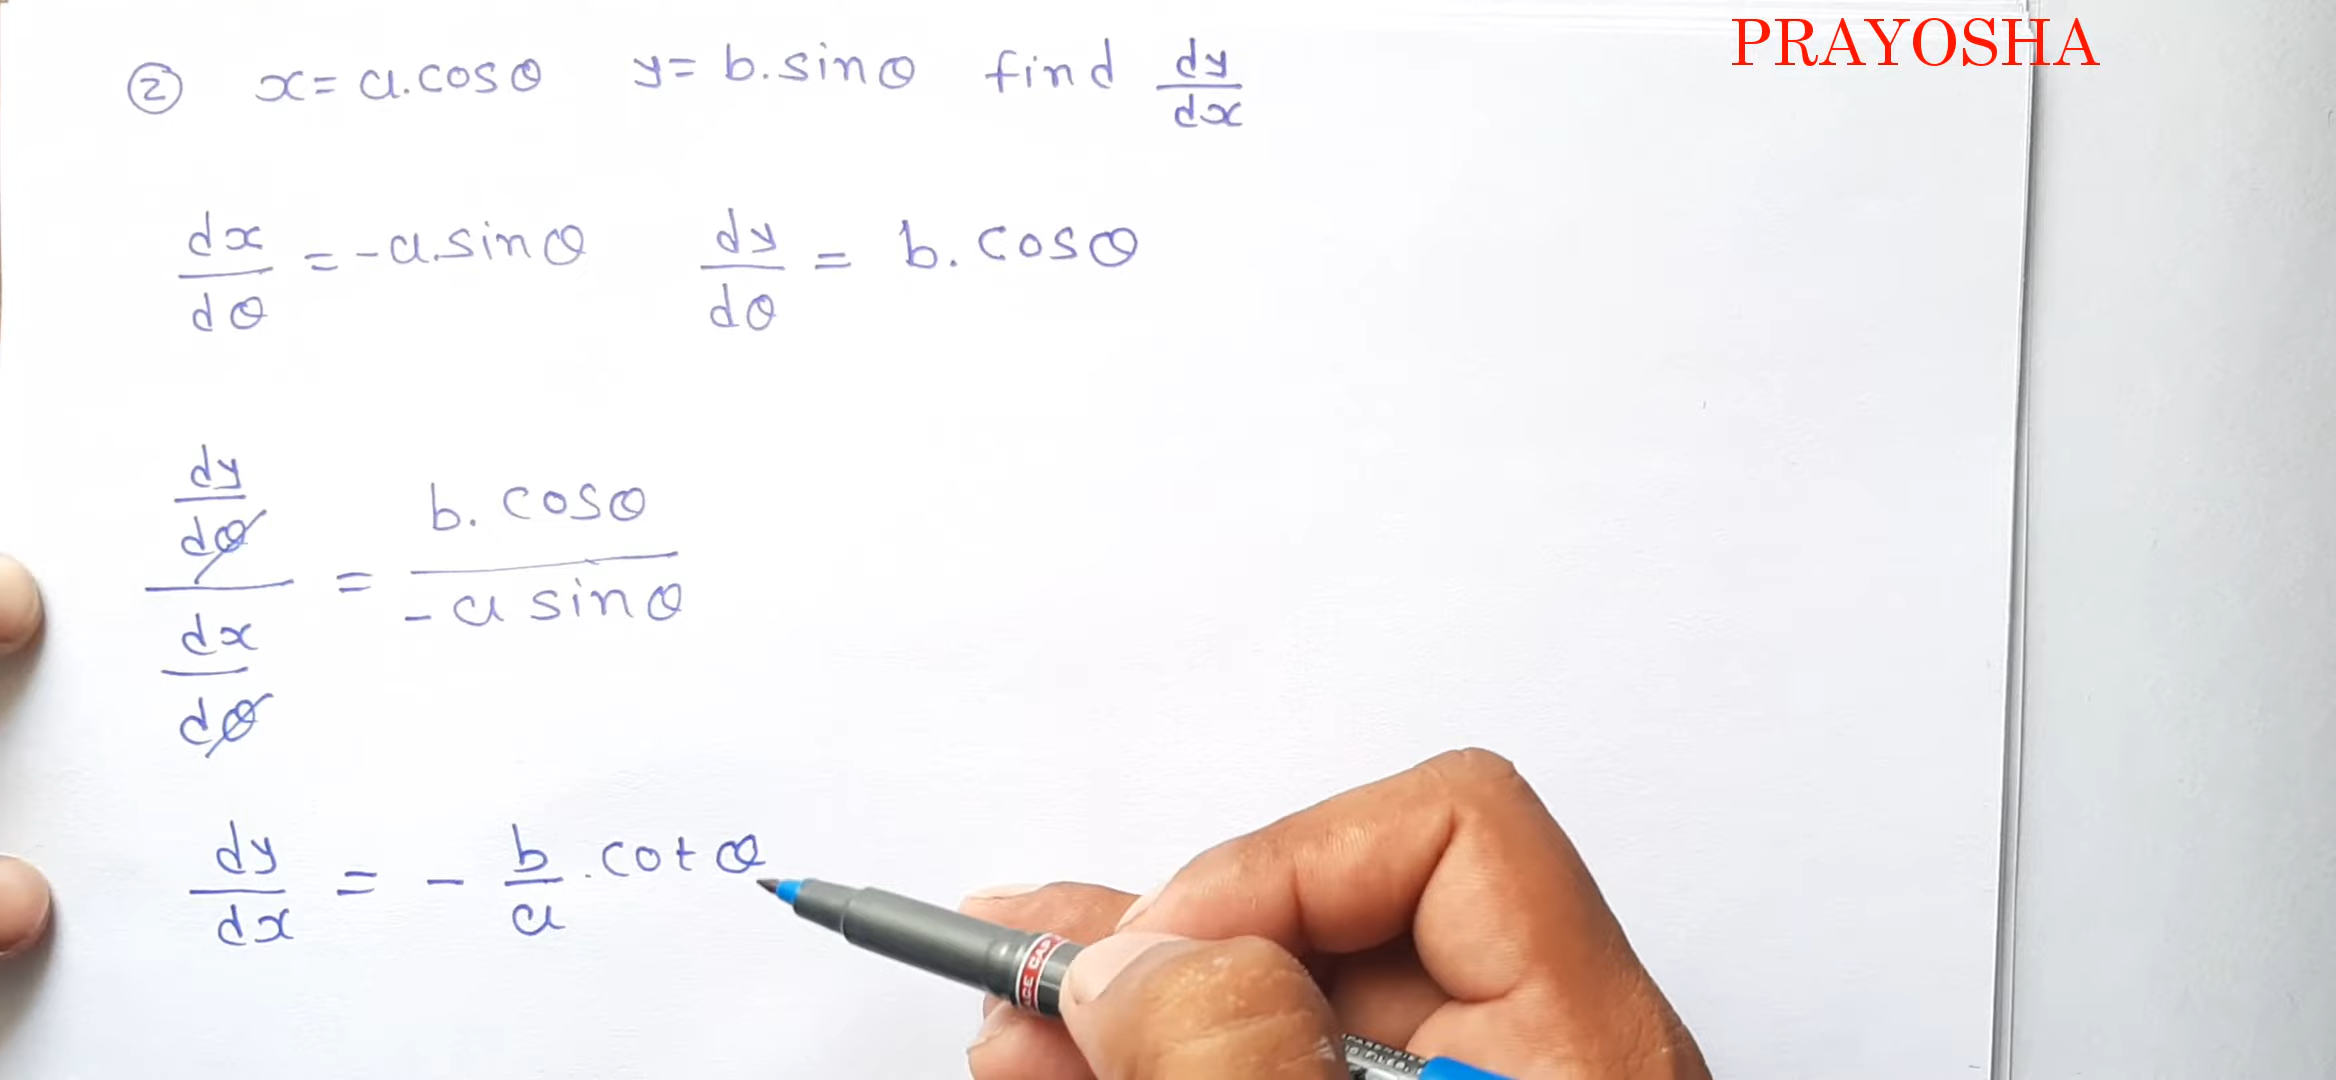 PRAYOSHA
② x = a.cosθ y = b.sinθ find dy/dx
dx/dθ = -a.sinθ dy/dθ = b.cosθ
(dy/dθ)/(dx/dθ) = b.cosθ/-a sinθ
dy/dx = - b/a .cotθ